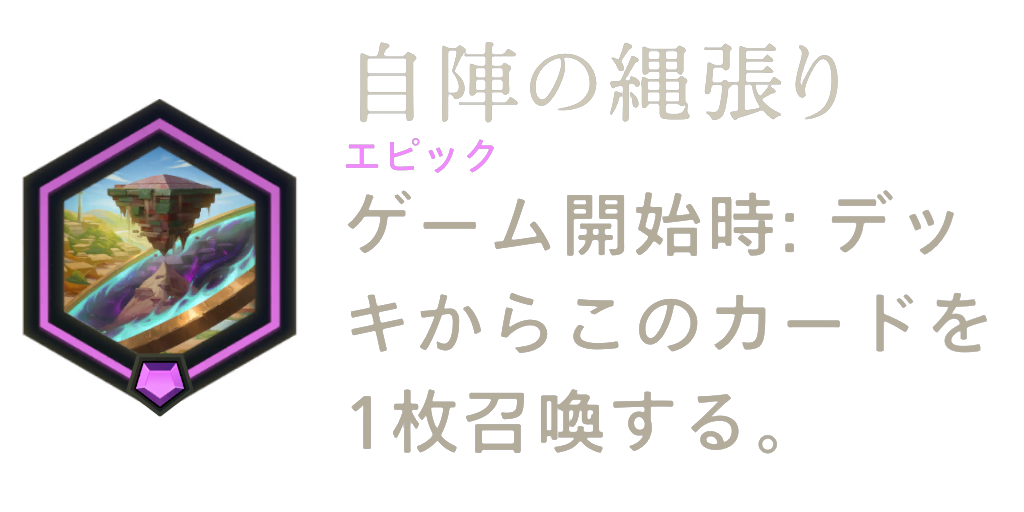 自陣の縄張り
エピック
ゲーム開始時: デッ
キからこのカードを
1枚召喚する。